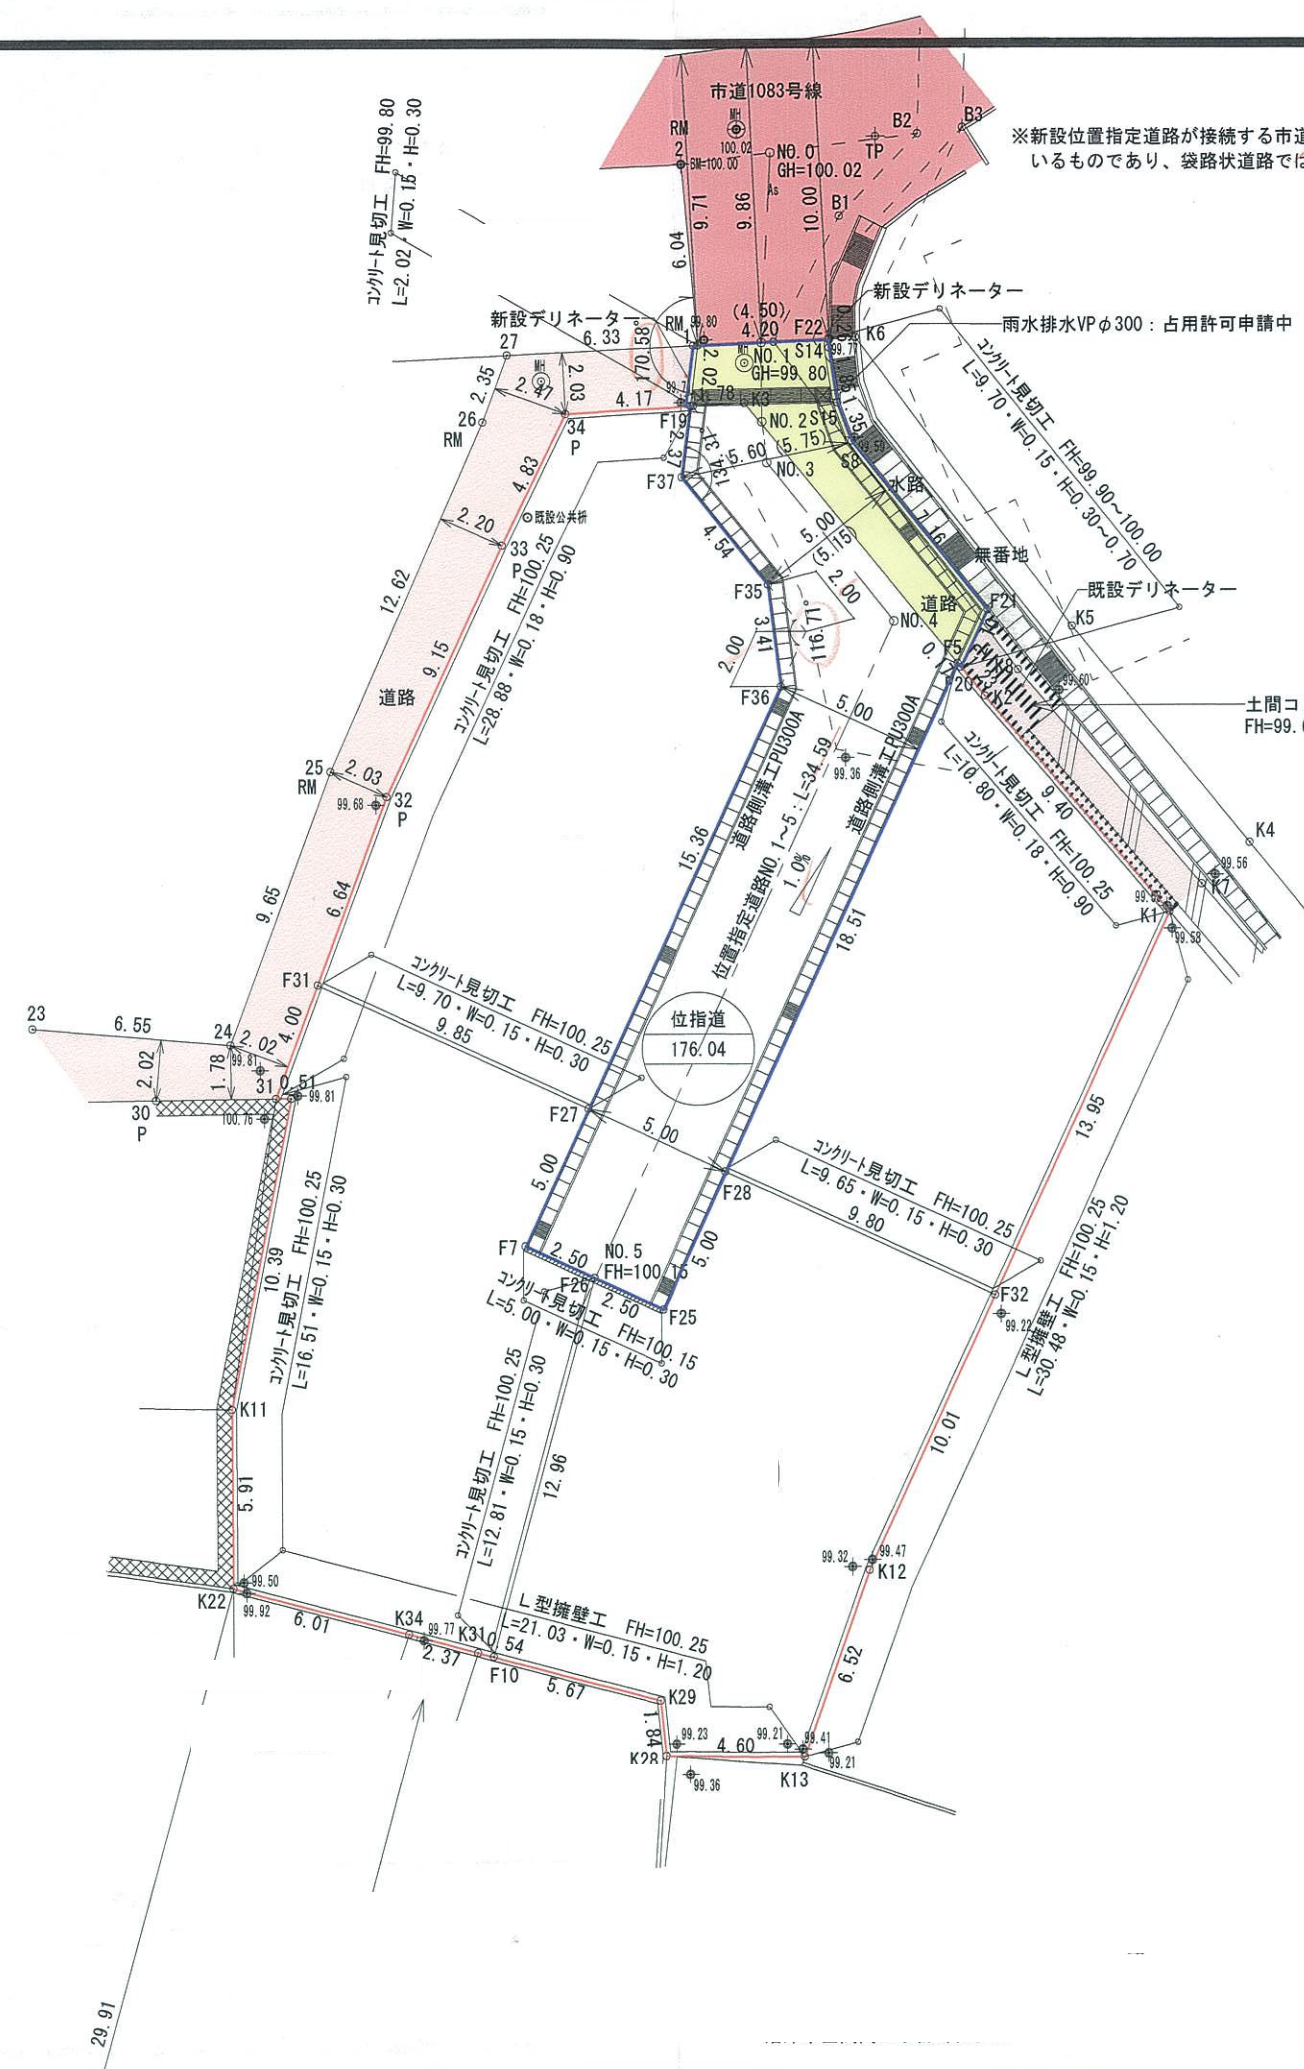 市道1083号線
※新設位置指定道路が接続する市道
いるものであり、袋路状道路では
コンクリート見切工 FH=99.80
L=2.02・W=0.15・H=0.30
RM
2
BM=100.00
MH
100.02
NO.0
GH=100.02
As
TP
B2
B3
B1
9.71
9.86
10.00
6.04
新設デリネーター
新設デリネーター
雨水排水VPφ300：占用許可申請中
RM
1
99.80
(4.50)
4.20
F22
0.26
K6
S14
99.77
MH
NO.1
GH=99.80
27
6.33
170.58°
2.02
1.85
MH
2.35
2.47
2.03
4.17
F19
1.78
K3
S15
1.35
26
RM
34
P
NO.2
(5.75)
5.60
NO.3
S8
99.59
2.37
134.31
F37
水路
7.16
無番地
4.83
既設公共桝
2.20
33
P
4.54
5.00
(5.15)
2.00
F35
3.41
116.71°
2.00
F36
5.00
道路
NO.4
F21
既設デリネーター
K5
F5
F20
K8
K2
99.60
土間コ
FH=99.6
コンクリート見切工 FH=99.90~100.00
L=9.70・W=0.15・H=0.30~0.70
12.62
9.15
コンクリート見切工 FH=100.25
L=28.88・W=0.18・H=0.90
道路
25
RM
2.03
99.68
32
P
99.36
道路側溝工PU300A
位置指定道路NO.1~5：L=34.59
1.0%
道路側溝工PU300A
15.36
18.51
コンクリート見切工 FH=100.25
L=10.80・W=0.18・H=0.90
9.40
K4
99.56
K7
K1
99.58
9.65
6.64
F31
コンクリート見切工 FH=100.25
L=9.70・W=0.15・H=0.30
9.85
位指道
176.04
23
6.55
24
2.02
4.00
2.02
1.78
99.81
31
0.51
99.81
30
P
100.76
F27
5.00
F28
コンクリート見切工 FH=100.25
L=9.65・W=0.15・H=0.30
9.80
13.95
5.00
5.00
F7
2.50
F26
NO.5
FH=100.15
2.50
F25
コンクリート見切工 FH=100.15
L=5.00・W=0.15・H=0.30
F32
99.22
L型擁壁工 FH=100.25
L=30.48・W=0.15・H=1.20
10.39
コンクリート見切工 FH=100.25
L=16.51・W=0.15・H=0.30
K11
5.91
コンクリート見切工 FH=100.25
L=12.81・W=0.15・H=0.30
12.96
10.01
99.32
99.47
K12
6.52
K22
99.50
99.92
6.01
K34
99.77
2.37
K31
0.54
F10
L型擁壁工 FH=100.25
L=21.03・W=0.15・H=1.20
5.67
K29
1.84
K28
99.23
4.60
99.21
99.41
99.21
K13
99.36
29.91